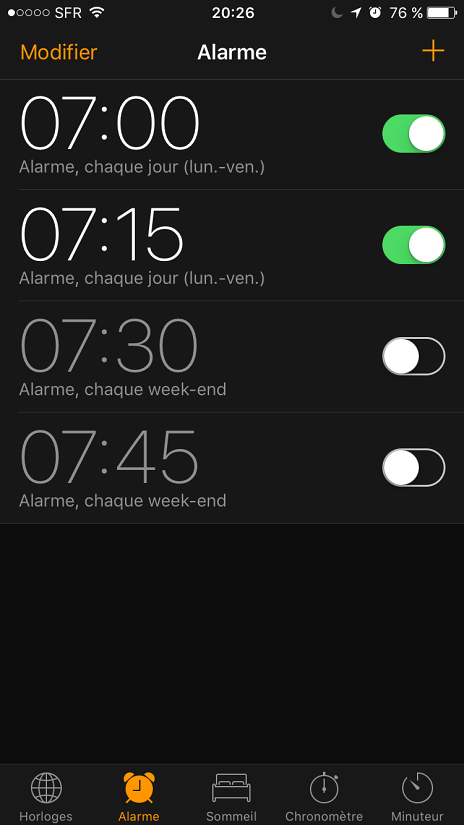 SFR 20:26 76 %
Modifier Alarme +
07:00
Alarme, chaque jour (lun.-ven.)
07:15
Alarme, chaque jour (lun.-ven.)
07:30
Alarme, chaque week-end
07:45
Alarme, chaque week-end
Horloges Alarme Sommeil Chronomètre Minuteur